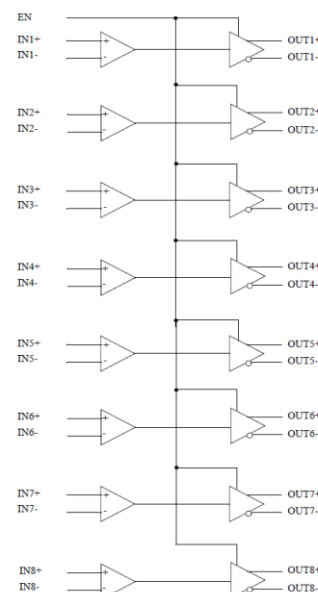 EN
IN1+ + OUT1+
IN1- - OUT1-
IN2+ + OUT2+
IN2- - OUT2-
IN3+ + OUT3+
IN3- - OUT3-
IN4+ + OUT4+
IN4- - OUT4-
IN5+ + OUT5+
IN5- - OUT5-
IN6+ + OUT6+
IN6- - OUT6-
IN7+ + OUT7+
IN7- - OUT7-
IN8+ + OUT8+
IN8- - OUT8-